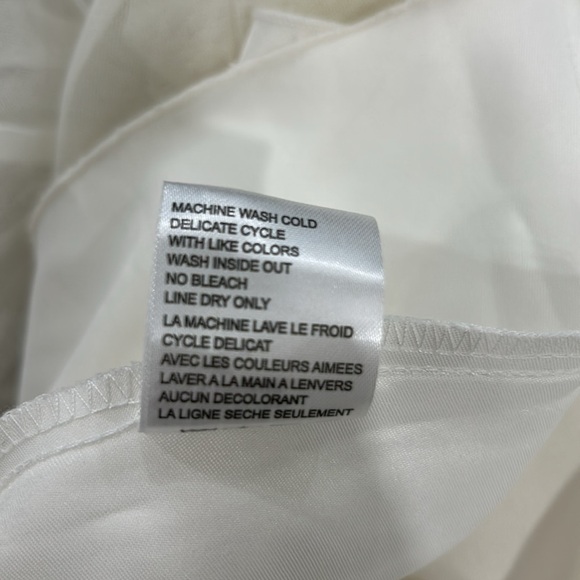 MACHINE WASH COLD
DELICATE CYCLE
WITH LIKE COLORS
WASH INSIDE OUT
NO BLEACH
LINE DRY ONLY
LA MACHINE LAVE LE FROID
CYCLE DELICAT
AVEC LES COULEURS AIMEES
LAVER A LA MAIN A LENVERS
AUCUN DECOLORANT
LA LIGNE SECHE SEULEMENT